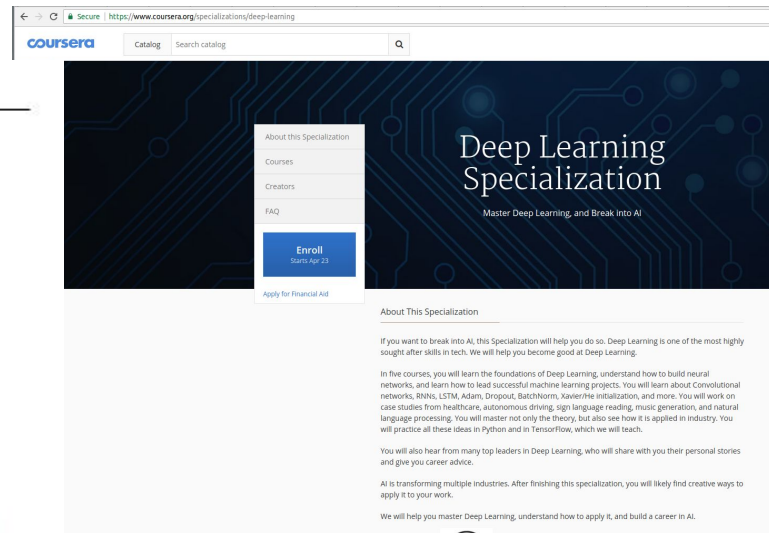 Secure | https://www.coursera.org/specializations/deep-learning
coursera
Catalog
Search catalog
About this Specialization
Courses
Creators
FAQ
Enroll
Starts Apr 23
Apply for Financial Aid
Deep Learning
Specialization
Master Deep Learning, and Break into AI
About This Specialization
If you want to break into AI, this Specialization will help you do so. Deep Learning is one of the most highly
sought after skills in tech. We will help you become good at Deep Learning.
In five courses, you will learn the foundations of Deep Learning, understand how to build neural
networks, and learn how to lead successful machine learning projects. You will learn about Convolutional
networks, RNNs, LSTM, Adam, Dropout, BatchNorm, Xavier/He initialization, and more. You will work on
case studies from healthcare, autonomous driving, sign language reading, music generation, and natural
language processing. You will master not only the theory, but also see how it is applied in industry. You
will practice all these ideas in Python and in TensorFlow, which we will teach.
You will also hear from many top leaders in Deep Learning, who will share with you their personal stories
and give you career advice.
AI is transforming multiple industries. After finishing this specialization, you will likely find creative ways to
apply it to your work.
We will help you master Deep Learning, understand how to apply it, and build a career in AI.